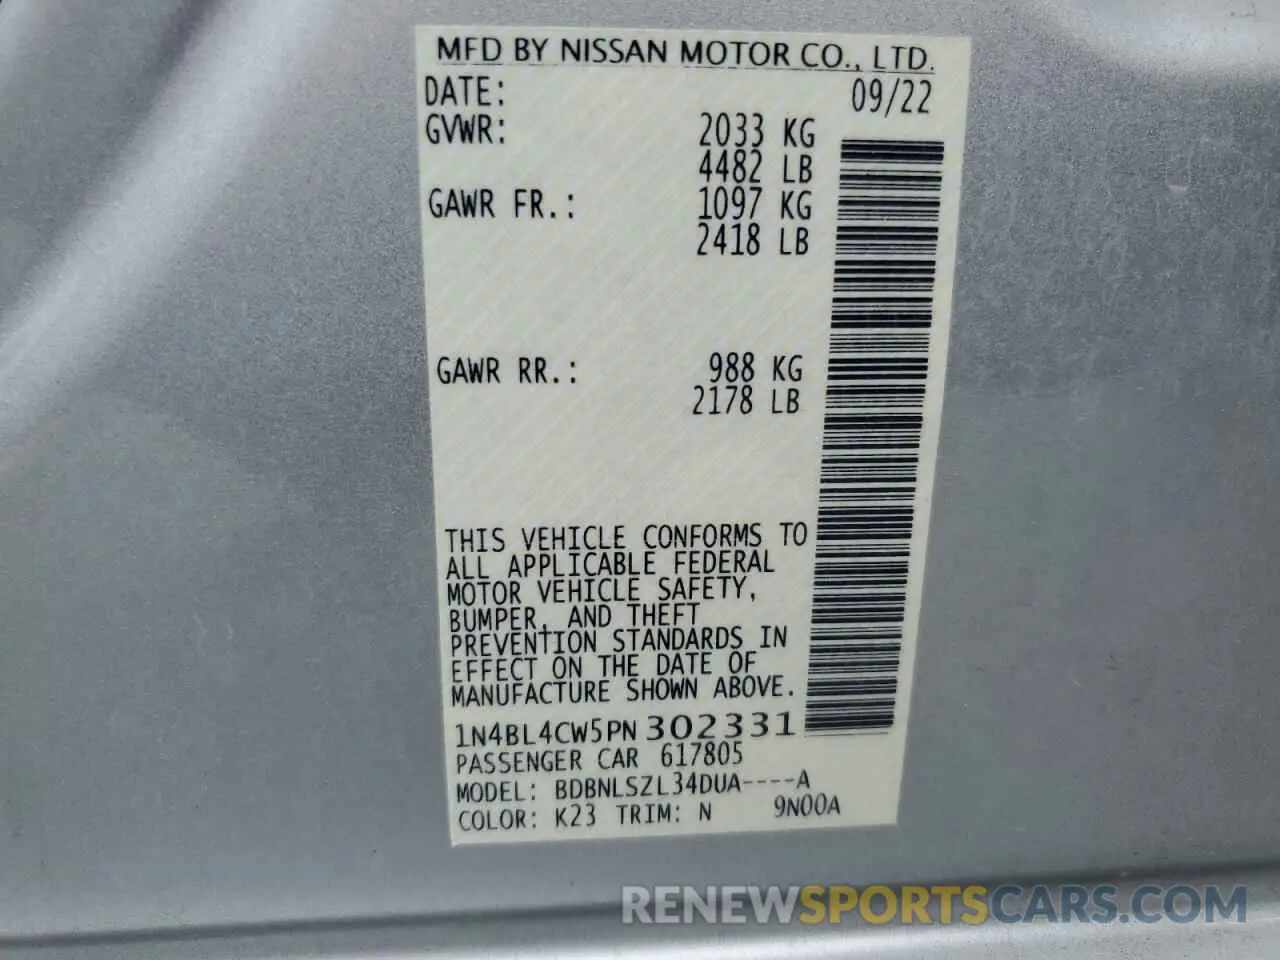 MFD BY NISSAN MOTOR CO., LTD.
DATE: 09/22
GVWR: 2033 KG
4482 LB
GAWR FR.: 1097 KG
2418 LB
GAWR RR.: 988 KG
2178 LB
THIS VEHICLE CONFORMS TO
ALL APPLICABLE FEDERAL
MOTOR VEHICLE SAFETY,
BUMPER, AND THEFT
PREVENTION STANDARDS IN
EFFECT ON THE DATE OF
MANUFACTURE SHOWN ABOVE.
1N4BL4CW5PN302331
PASSENGER CAR 617805
MODEL: BDBNLSZL34DUA----A
COLOR: K23 TRIM: N 9N00A
RENEWSPORTSCARS.COM